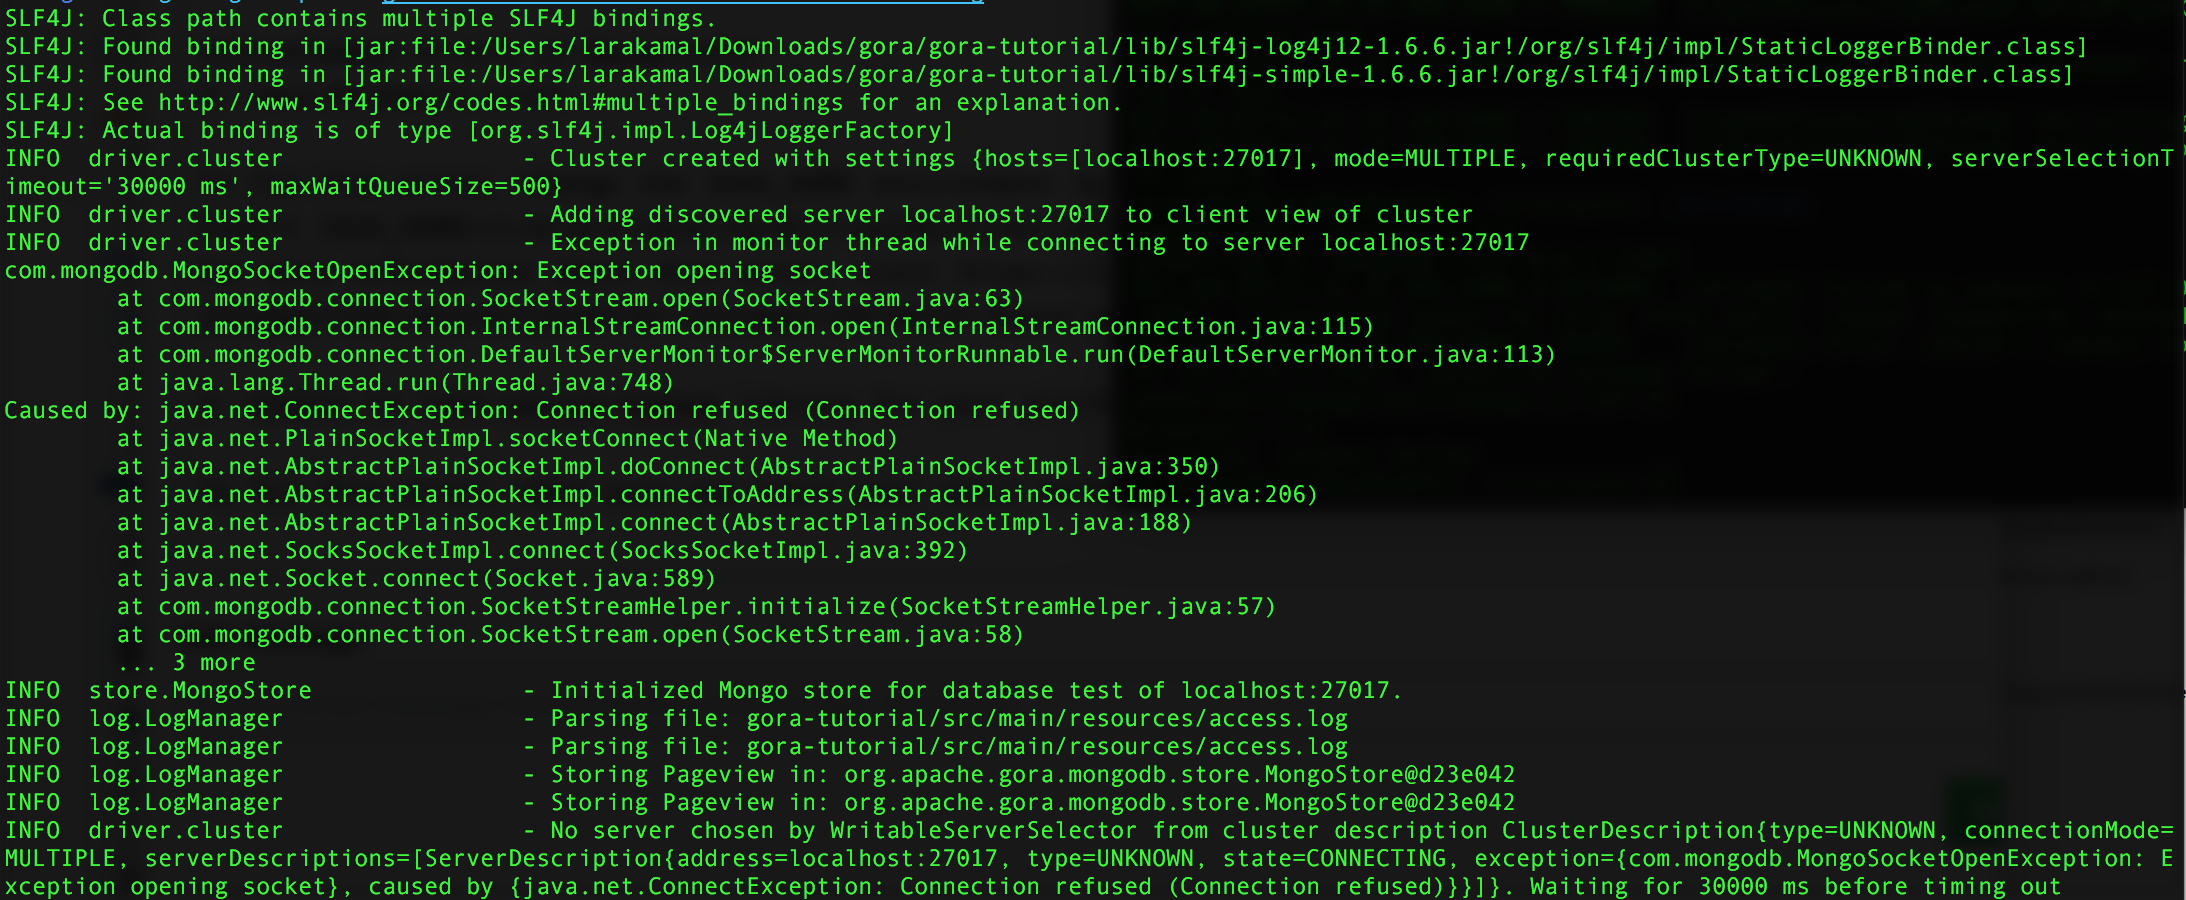 SLF4J: Class path contains multiple SLF4J bindings.
SLF4J: Found binding in [jar:file:/Users/larakamal/Downloads/gora/gora-tutorial/lib/slf4j-log4j12-1.6.6.jar!/org/slf4j/impl/StaticLoggerBinder.class]
SLF4J: Found binding in [jar:file:/Users/larakamal/Downloads/gora/gora-tutorial/lib/slf4j-simple-1.6.6.jar!/org/slf4j/impl/StaticLoggerBinder.class]
SLF4J: See http://www.slf4j.org/codes.html#multiple_bindings for an explanation.
SLF4J: Actual binding is of type [org.slf4j.impl.Log4jLoggerFactory]
INFO  driver.cluster                 - Cluster created with settings {hosts=[localhost:27017], mode=MULTIPLE, requiredClusterType=UNKNOWN, serverSelectionT
imeout='30000 ms', maxWaitQueueSize=500}
INFO  driver.cluster                 - Adding discovered server localhost:27017 to client view of cluster
INFO  driver.cluster                 - Exception in monitor thread while connecting to server localhost:27017
com.mongodb.MongoSocketOpenException: Exception opening socket
        at com.mongodb.connection.SocketStream.open(SocketStream.java:63)
        at com.mongodb.connection.InternalStreamConnection.open(InternalStreamConnection.java:115)
        at com.mongodb.connection.DefaultServerMonitor$ServerMonitorRunnable.run(DefaultServerMonitor.java:113)
        at java.lang.Thread.run(Thread.java:748)
Caused by: java.net.ConnectException: Connection refused (Connection refused)
        at java.net.PlainSocketImpl.socketConnect(Native Method)
        at java.net.AbstractPlainSocketImpl.doConnect(AbstractPlainSocketImpl.java:350)
        at java.net.AbstractPlainSocketImpl.connectToAddress(AbstractPlainSocketImpl.java:206)
        at java.net.AbstractPlainSocketImpl.connect(AbstractPlainSocketImpl.java:188)
        at java.net.SocksSocketImpl.connect(SocksSocketImpl.java:392)
        at java.net.Socket.connect(Socket.java:589)
        at com.mongodb.connection.SocketStreamHelper.initialize(SocketStreamHelper.java:57)
        at com.mongodb.connection.SocketStream.open(SocketStream.java:58)
        ... 3 more
INFO  store.MongoStore               - Initialized Mongo store for database test of localhost:27017.
INFO  log.LogManager                 - Parsing file: gora-tutorial/src/main/resources/access.log
INFO  log.LogManager                 - Parsing file: gora-tutorial/src/main/resources/access.log
INFO  log.LogManager                 - Storing Pageview in: org.apache.gora.mongodb.store.MongoStore@d23e042
INFO  log.LogManager                 - Storing Pageview in: org.apache.gora.mongodb.store.MongoStore@d23e042
INFO  driver.cluster                 - No server chosen by WritableServerSelector from cluster description ClusterDescription{type=UNKNOWN, connectionMode=
MULTIPLE, serverDescriptions=[ServerDescription{address=localhost:27017, type=UNKNOWN, state=CONNECTING, exception={com.mongodb.MongoSocketOpenException: E
xception opening socket}, caused by {java.net.ConnectException: Connection refused (Connection refused)}}]}. Waiting for 30000 ms before timing out